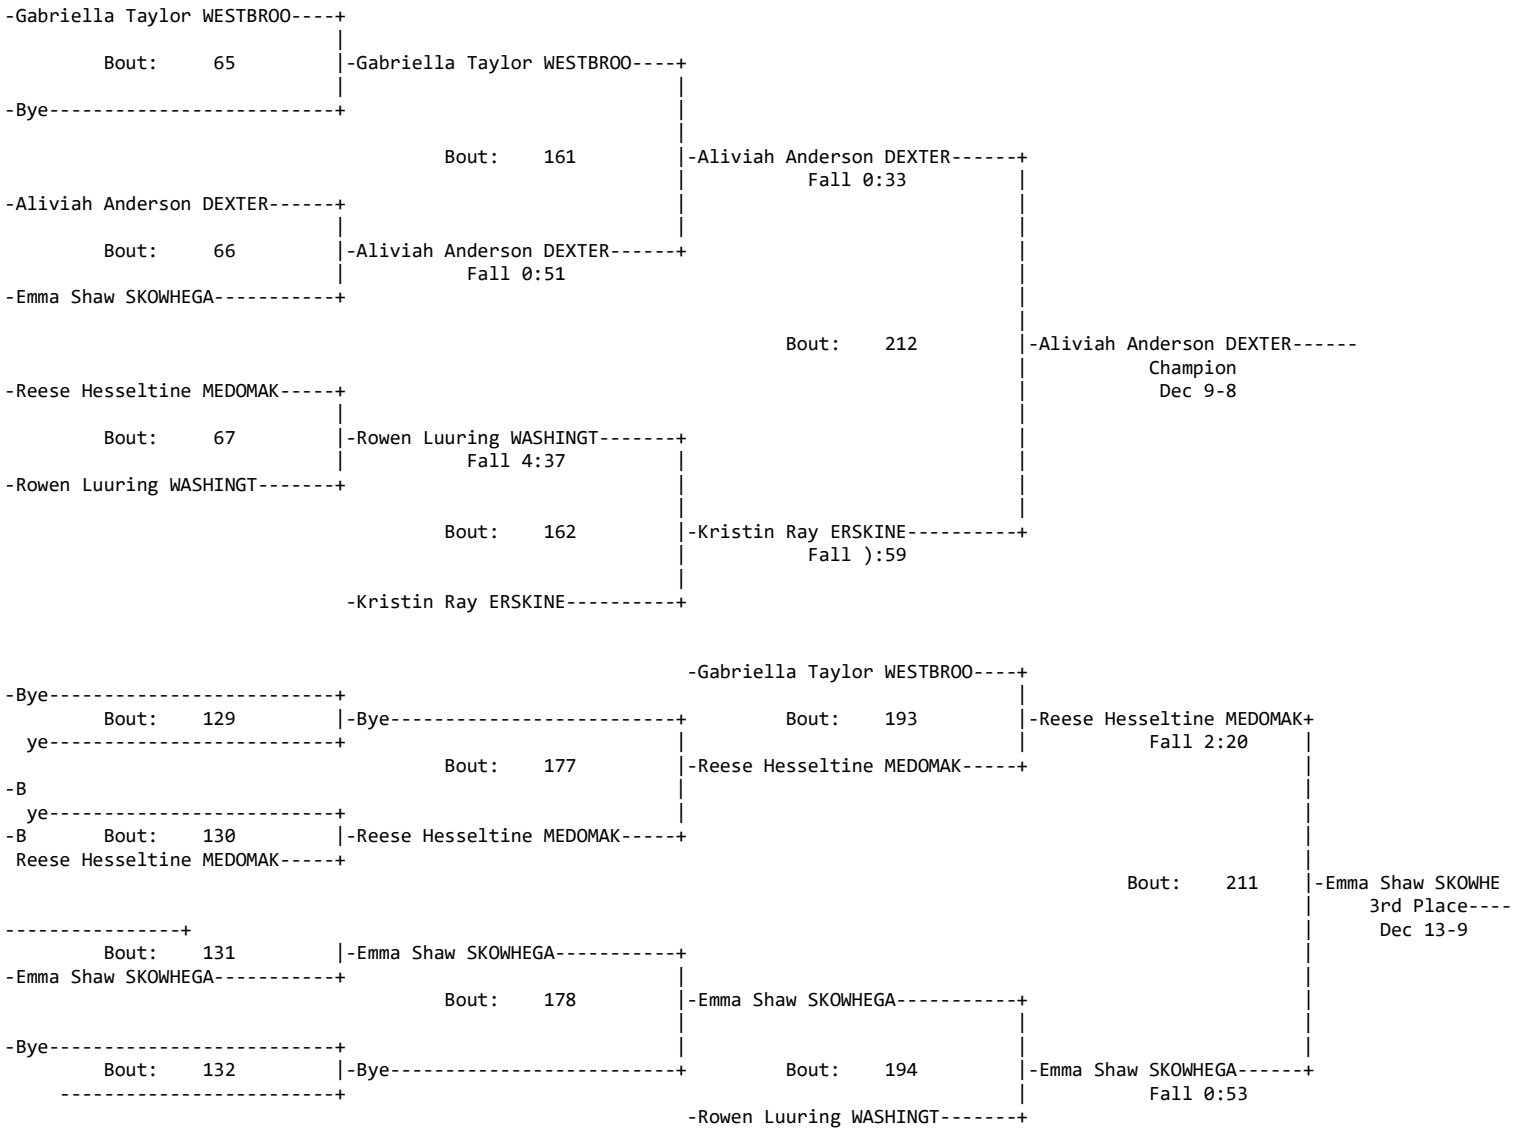 -Gabriella Taylor WESTBROO----+
Bout: 65 |-Gabriella Taylor WESTBROO----+
-Bye--------------------------+
Bout: 161 |-Aliviah Anderson DEXTER------+
Fall 0:33
-Aliviah Anderson DEXTER------+
Bout: 66 |-Aliviah Anderson DEXTER------+
Fall 0:51
-Emma Shaw SKOWHEGA-----------+
Bout: 212 |-Aliviah Anderson DEXTER------
Champion
-Reese Hesseltine MEDOMAK-----+ Dec 9-8
Bout: 67 |-Rowen Luuring WASHINGT-------+
Fall 4:37
-Rowen Luuring WASHINGT-------+
Bout: 162 |-Kristin Ray ERSKINE----------+
Fall ):59
-Kristin Ray ERSKINE----------+
-Gabriella Taylor WESTBROO----+
-Bye--------------------------+
Bout: 129 |-Bye--------------------------+ Bout: 193 |-Reese Hesseltine MEDOMAK+
ye--------------------------+ Fall 2:20
Bout: 177 |-Reese Hesseltine MEDOMAK-----+
-B
ye--------------------------+
-B Bout: 130 |-Reese Hesseltine MEDOMAK-----+
Reese Hesseltine MEDOMAK-----+
Bout: 211 |-Emma Shaw SKOWHE
3rd Place----
----------------+ Dec 13-9
Bout: 131 |-Emma Shaw SKOWHEGA-----------+
-Emma Shaw SKOWHEGA-----------+
Bout: 178 |-Emma Shaw SKOWHEGA-----------+
-Bye--------------------------+
Bout: 132 |-Bye--------------------------+ Bout: 194 |-Emma Shaw SKOWHEGA------+
-------------------------+ Fall 0:53
-Rowen Luuring WASHINGT-------+